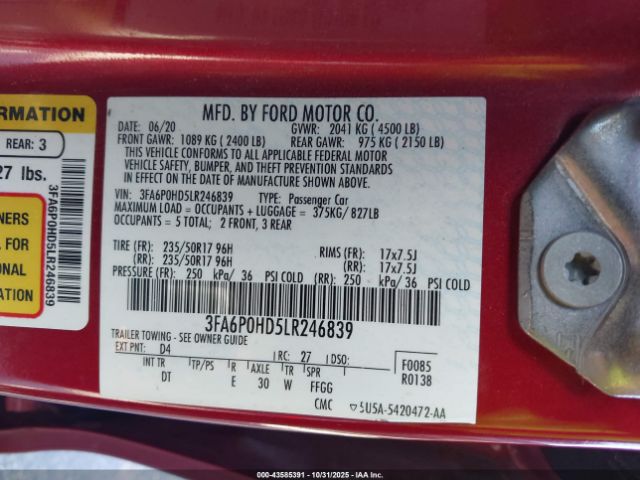 ORMATION
REAR: 3
27 lbs.
NERS
L FOR
ONAL
N.
3FA6P0HD5LR246839
MFD. BY FORD MOTOR CO.
DATE: 06/20 GVWR: 2041 KG ( 4500 LB)
FRONT GAWR: 1089 KG ( 2400 LB) REAR GAWR: 975 KG ( 2150 LB)
THIS VEHICLE CONFORMS TO ALL APPLICABLE FEDERAL MOTOR
VEHICLE SAFETY, BUMPER, AND THEFT PREVENTION STANDARDS
IN EFFECT ON THE DATE OF MANUFACTURE SHOWN ABOVE.
VIN: 3FA6P0HD5LR246839 TYPE: Passenger Car
MAXIMUM LOAD = OCCUPANTS + LUGGAGE = 375KG/ 827LB
OCCUPANTS = 5 TOTAL; 2 FRONT, 3 REAR
TIRE (FR): 235/50R17 96H RIMS (FR): 17x7.5J
(RR): 235/50R17 96H (RR): 17x7.5J
PRESSURE (FR): 250 kPa/ 36 PSI COLD (RR): 250 kPa/ 36 PSI COLD
3FA6P0HD5LR246839
TRAILER TOWING - SEE OWNER GUIDE
EXT PNT: D4 RC: 27 DSO:
INT TR TP/PS R AXLE TR SPR
DT E 30 W FFGG
F0085
R0138
CMC 5U5A-5420472-AA
000-43585391 - 10/31/2025 - IAAI.com